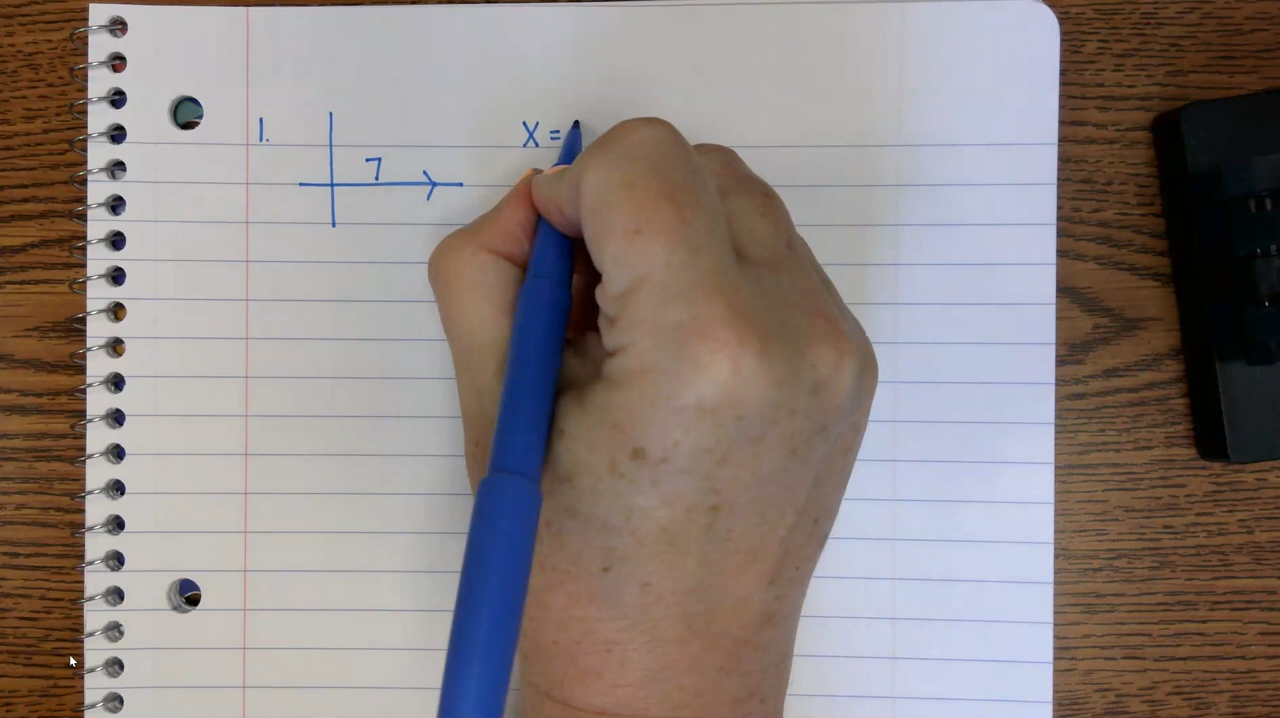 1.
7
X =